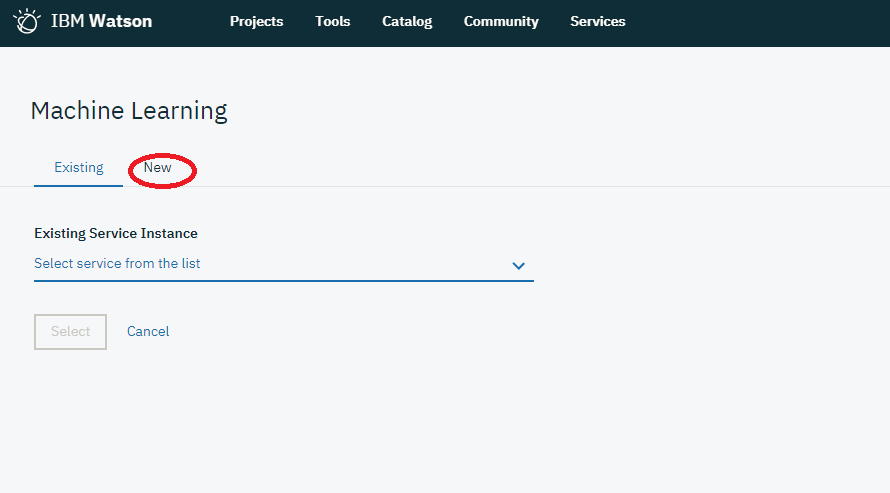 IBM Watson Projects Tools Catalog Community Services
Machine Learning
Existing New
Existing Service Instance
Select service from the list
Select Cancel